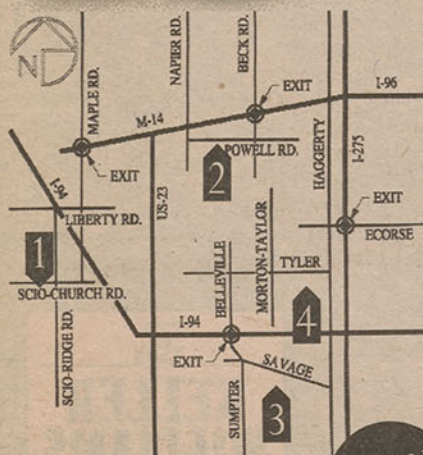 N
MAPLE RD.
NAPIER RD.
BECK RD.
EXIT
I-96
M-14
POWELL RD.
HAGGERTY
I-275
EXIT
2
I-94
US-23
EXIT
LIBERTY RD.
MORTON-TAYLOR
ECORSE
1
BELLEVILLE
TYLER
SCIO-CHURCH RD.
4
I-94
SCIO-RIDGE RD.
EXIT
SAVAGE
SUMPTER
3